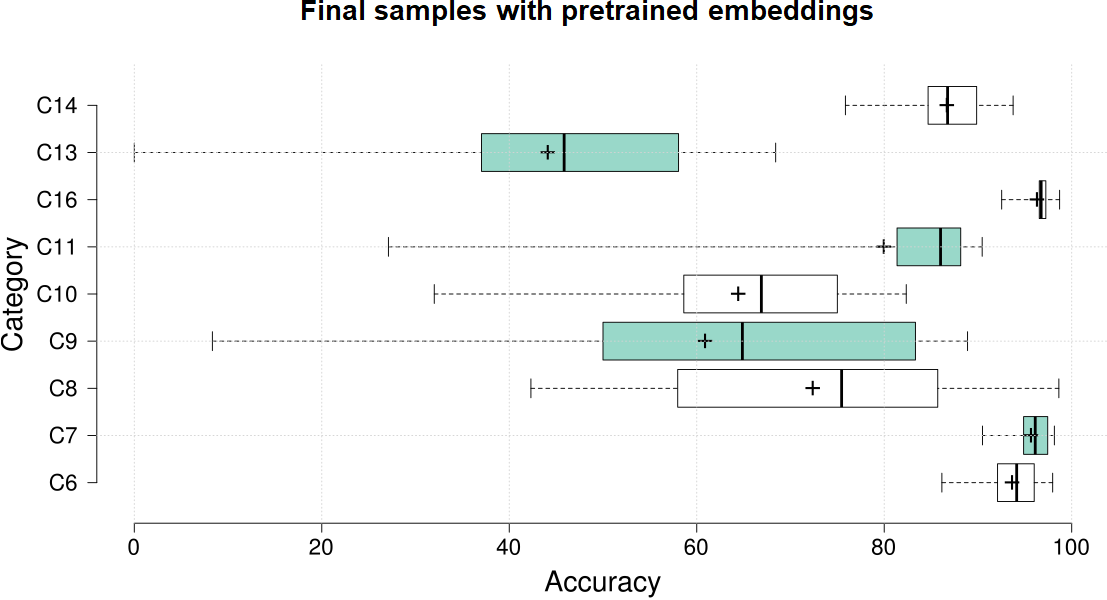 Final samples with pretrained embeddings
C14
C13
C16
C11
C10
C9
C8
C7
C6
Category
0 20 40 60 80 100
Accuracy